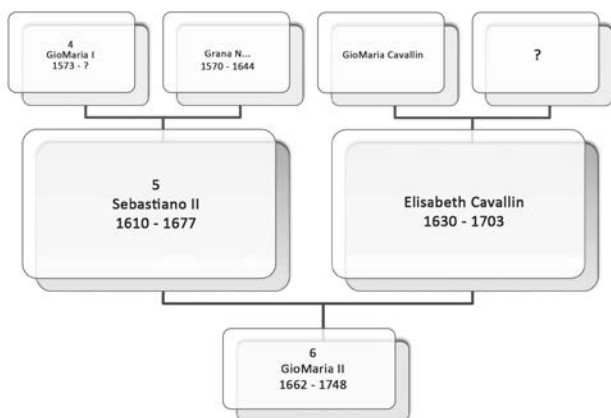 4
GioMaria I
1573 - ?
Grana N...
1570 - 1644
GioMaria Cavallin
?
5
Sebastiano II
1610 - 1677
Elisabeth Cavallin
1630 - 1703
6
GioMaria II
1662 - 1748